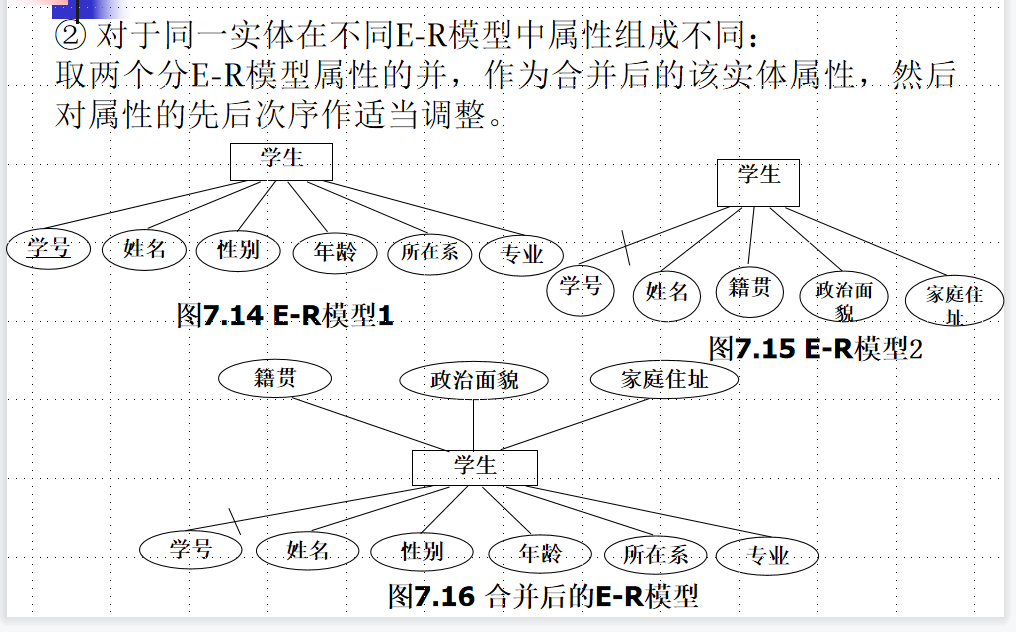 ② 对于同一实体在不同E-R模型中属性组成不同：
取两个分E-R模型属性的并，作为合并后的该实体属性，然后
对属性的先后次序作适当调整。
学生
学号 姓名 性别 年龄 所在系 专业
图7.14 E-R模型1
学生
学号 姓名 籍贯 政治面
貌 家庭住
址
图7.15 E-R模型2
籍贯 政治面貌 家庭住址
学生
学号 姓名 性别 年龄 所在系 专业
图7.16 合并后的E-R模型